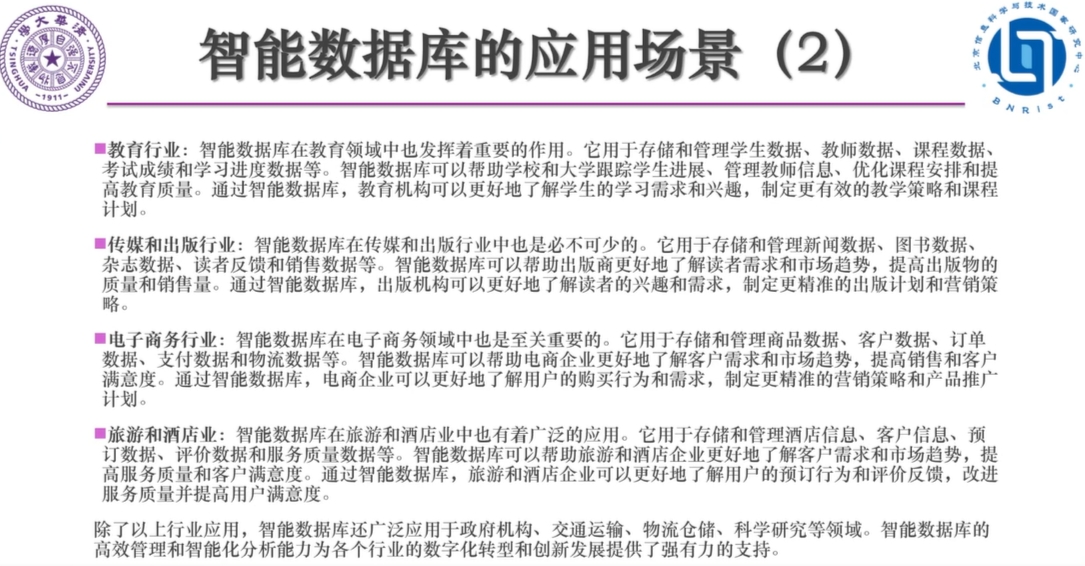 智能数据库的应用场景（2）
清华大学
TSINGHUA UNIVERSITY
-1911-
北京信息科学与技术国家研究中心
BNRist
■教育行业：智能数据库在教育领域中也发挥着重要的作用。它用于存储和管理学生数据、教师数据、课程数据、
考试成绩和学习进度数据等。智能数据库可以帮助学校和大学跟踪学生进展、管理教师信息、优化课程安排和提
高教育质量。通过智能数据库，教育机构可以更好地了解学生的学习需求和兴趣，制定更有效的教学策略和课程
计划。
■传媒和出版行业：智能数据库在传媒和出版行业中也是必不可少的。它用于存储和管理新闻数据、图书数据、
杂志数据、读者反馈和销售数据等。智能数据库可以帮助出版商更好地了解读者需求和市场趋势，提高出版物的
质量和销售量。通过智能数据库，出版机构可以更好地了解读者的兴趣和需求，制定更精准的出版计划和营销策
略。
■电子商务行业：智能数据库在电子商务领域中也是至关重要的。它用于存储和管理商品数据、客户数据、订单
数据、支付数据和物流数据等。智能数据库可以帮助电商企业更好地了解客户需求和市场趋势，提高销售和客户
满意度。通过智能数据库，电商企业可以更好地了解用户的购买行为和需求，制定更精准的营销策略和产品推广
计划。
■旅游和酒店业：智能数据库在旅游和酒店业中也有着广泛的应用。它用于存储和管理酒店信息、客户信息、预
订数据、评价数据和服务质量数据等。智能数据库可以帮助旅游和酒店企业更好地了解客户需求和市场趋势，提
高服务质量和客户满意度。通过智能数据库，旅游和酒店企业可以更好地了解用户的预订行为和评价反馈，改进
服务质量并提高用户满意度。
除了以上行业应用，智能数据库还广泛应用于政府机构、交通运输、物流仓储、科学研究等领域。智能数据库的
高效管理和智能化分析能力为各个行业的数字化转型和创新发展提供了强有力的支持。